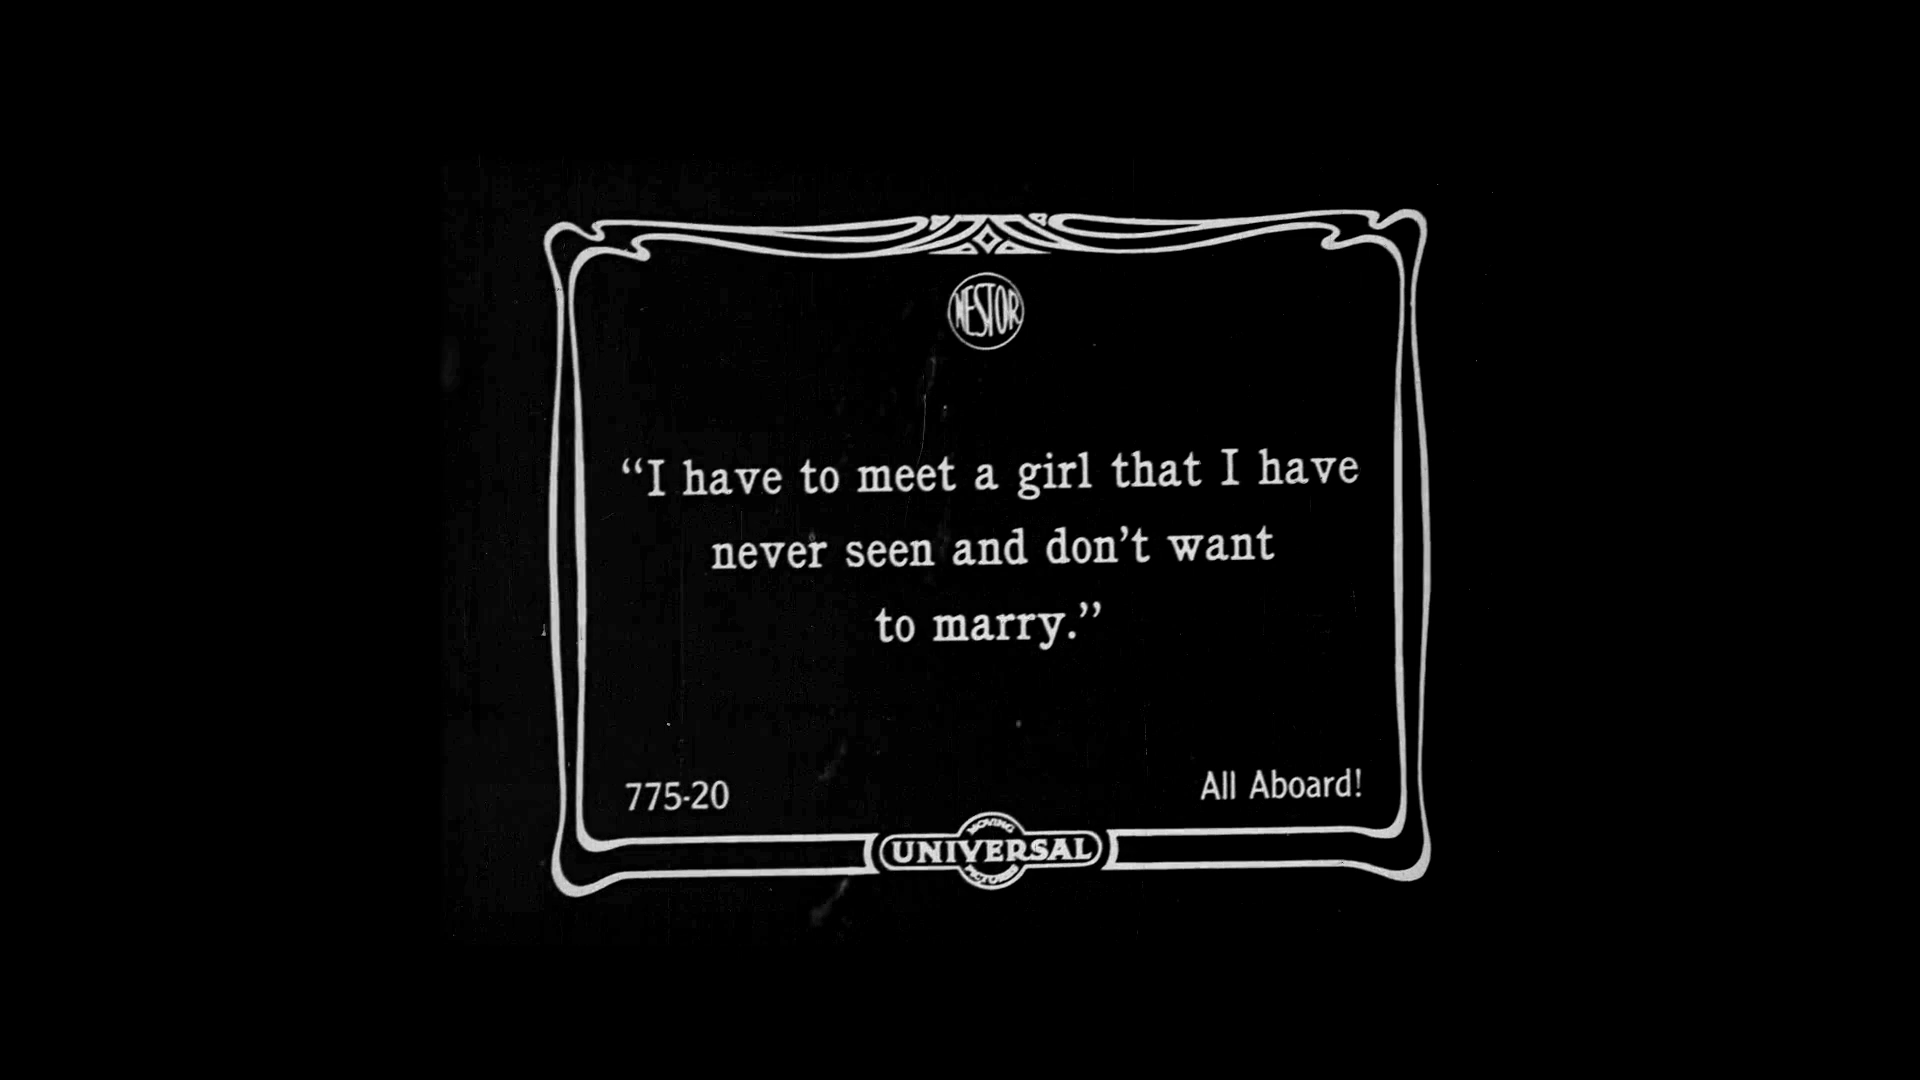 NESTOR
“I have to meet a girl that I have
never seen and don’t want
to marry.”
775-20
All Aboard!
MOVING
UNIVERSAL
PICTURES